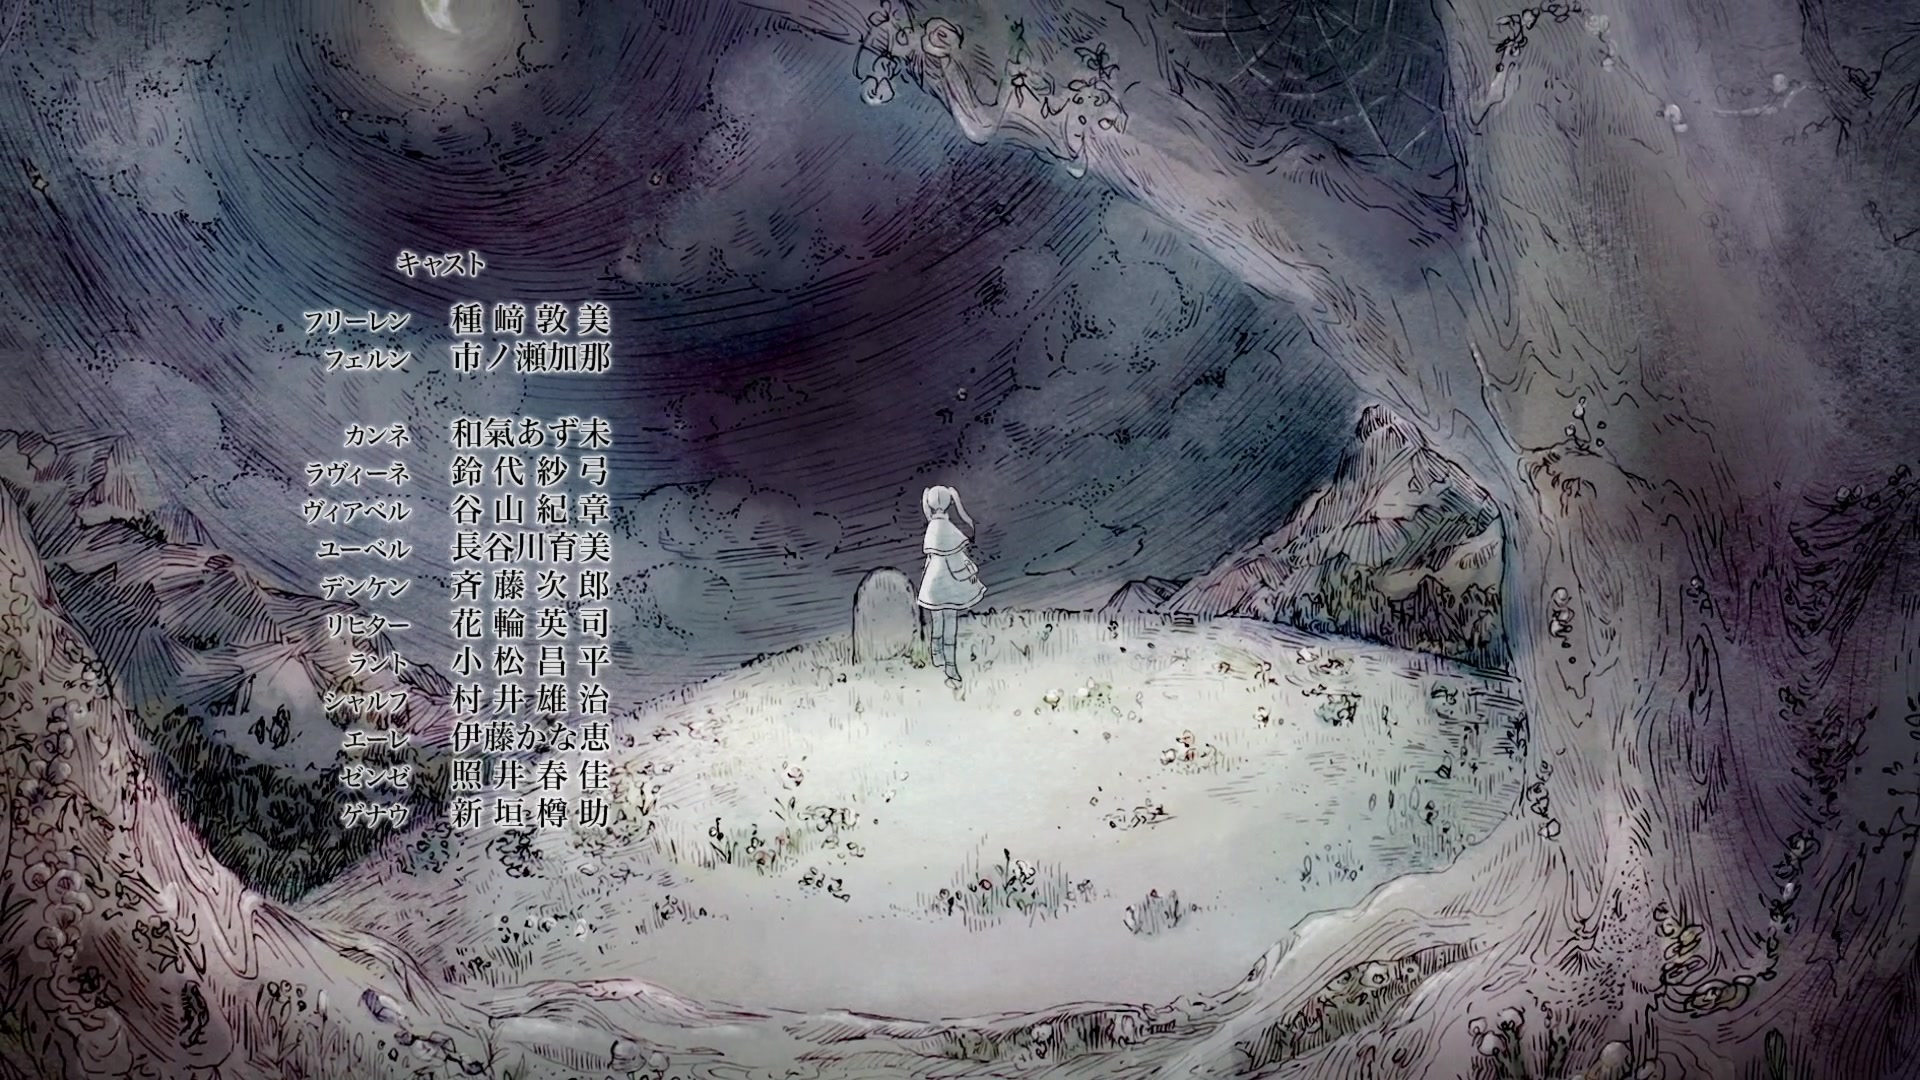 キャスト
フリーレン 種﨑敦美
フェルン 市ノ瀬加那
カンネ 和氣あず未
ラヴィーネ 鈴代紗弓
ヴィアベル 谷山紀章
ユーベル 長谷川育美
デンケン 斉藤次郎
リヒター 花輪英司
ラント 小松昌平
シャルフ 村井雄治
エーレ 伊藤かな恵
ゼンゼ 照井春佳
ゲナウ 新垣樽助